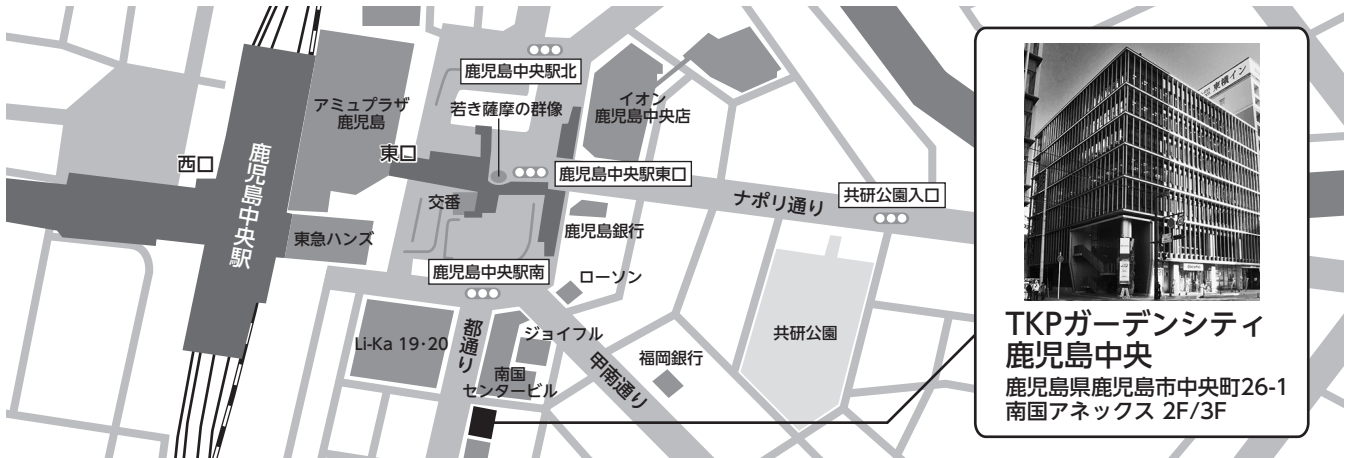 鹿児島中央駅北
若き薩摩の群像
イオン
鹿児島中央店
アミュプラザ
鹿児島
東口
西口
鹿児島中央駅
鹿児島中央駅東口
ナポリ通り
共研公園入口
交番
東急ハンズ
鹿児島銀行
鹿児島中央駅南
ローソン
Li-Ka 19・20
都通り
ジョイフル
南国
センタービル
甲南通り
福岡銀行
共研公園
東横イン
TKPガーデンシティ
鹿児島中央
鹿児島県鹿児島市中央町26-1
南国アネックス 2F/3F